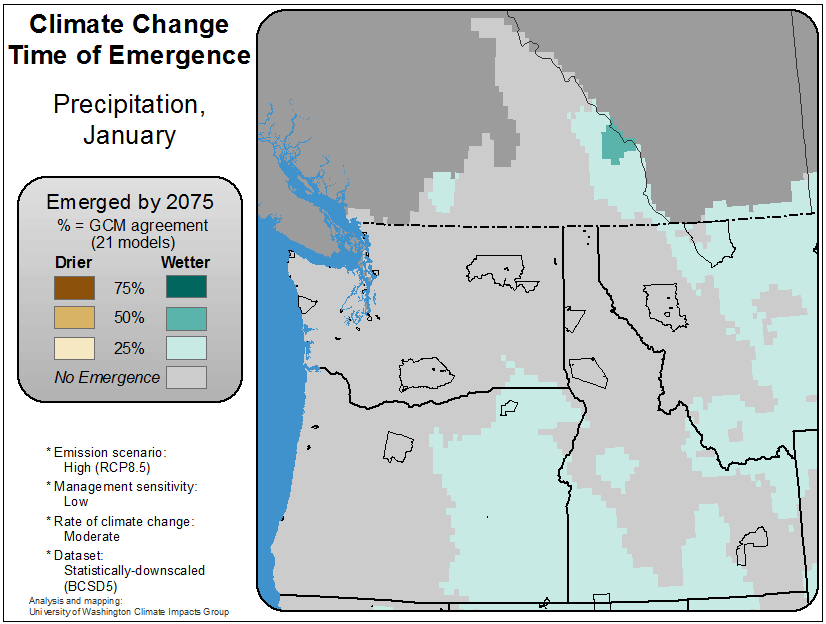 Climate Change
Time of Emergence
Precipitation,
January
Emerged by 2075
% = GCM agreement
(21 models)
Drier Wetter
75%
50%
25%
No Emergence
* Emission scenario:
High (RCP8.5)
* Management sensitivity:
Low
* Rate of climate change:
Moderate
* Dataset:
Statistically-downscaled
(BCSD5)
Analysis and mapping:
University of Washington Climate Impacts Group